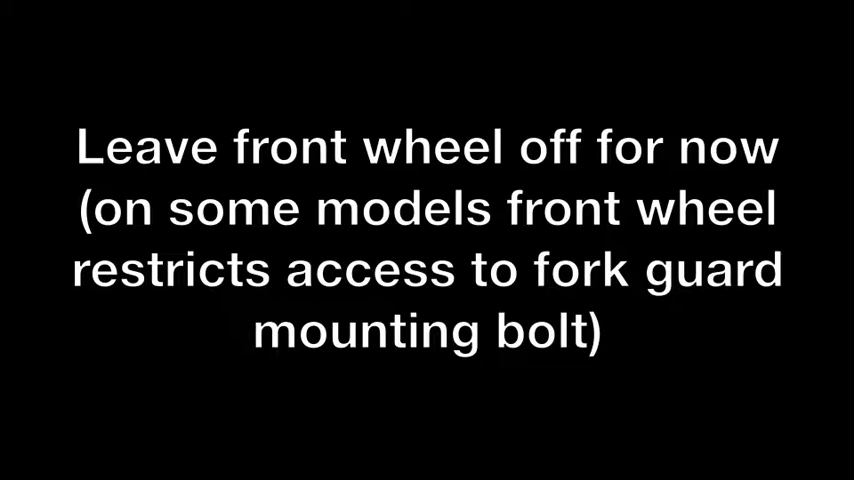 Leave front wheel off for now
(on some models front wheel
restricts access to fork guard
mounting bolt)